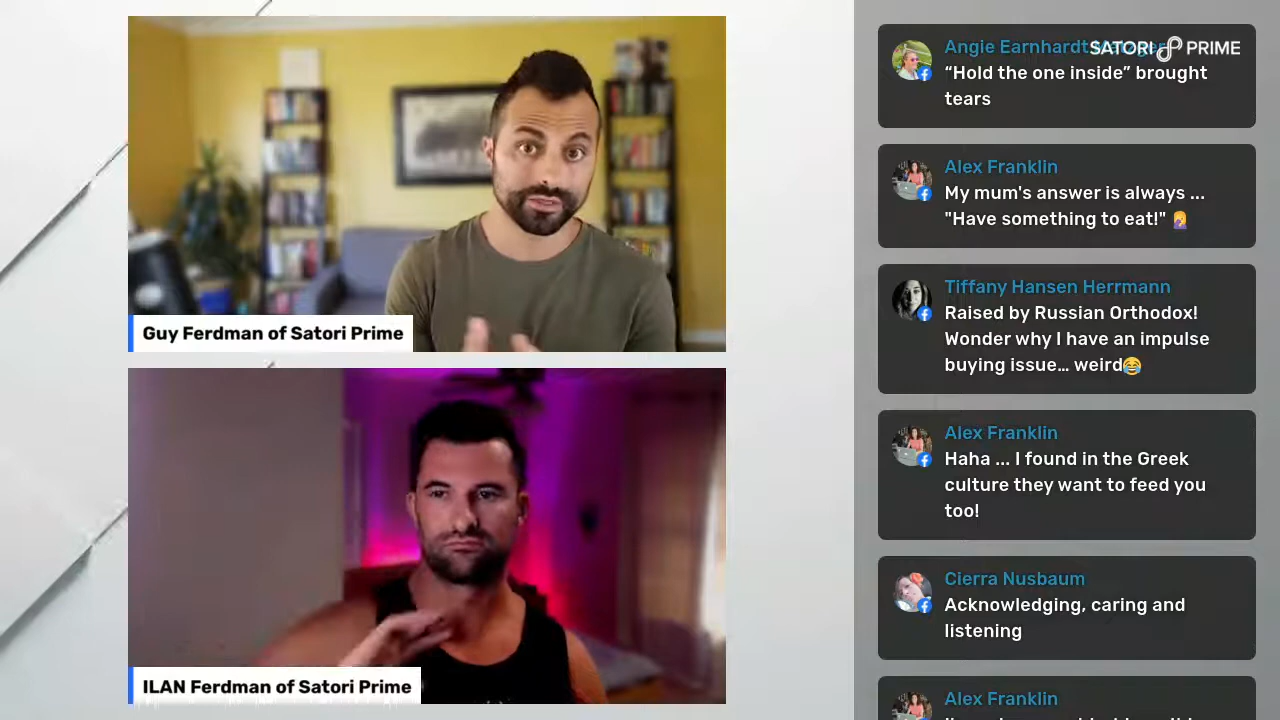 Guy Ferdman of Satori Prime
ILAN Ferdman of Satori Prime
SATORI PRIME
Angie Earnhardt
“Hold the one inside” brought
tears
Alex Franklin
My mum's answer is always ...
"Have something to eat!" 🤦‍♀️
Tiffany Hansen Herrmann
Raised by Russian Orthodox!
Wonder why I have an impulse
buying issue... weird😂
Alex Franklin
Haha ... I found in the Greek
culture they want to feed you
too!
Cierra Nusbaum
Acknowledging, caring and
listening
Alex Franklin